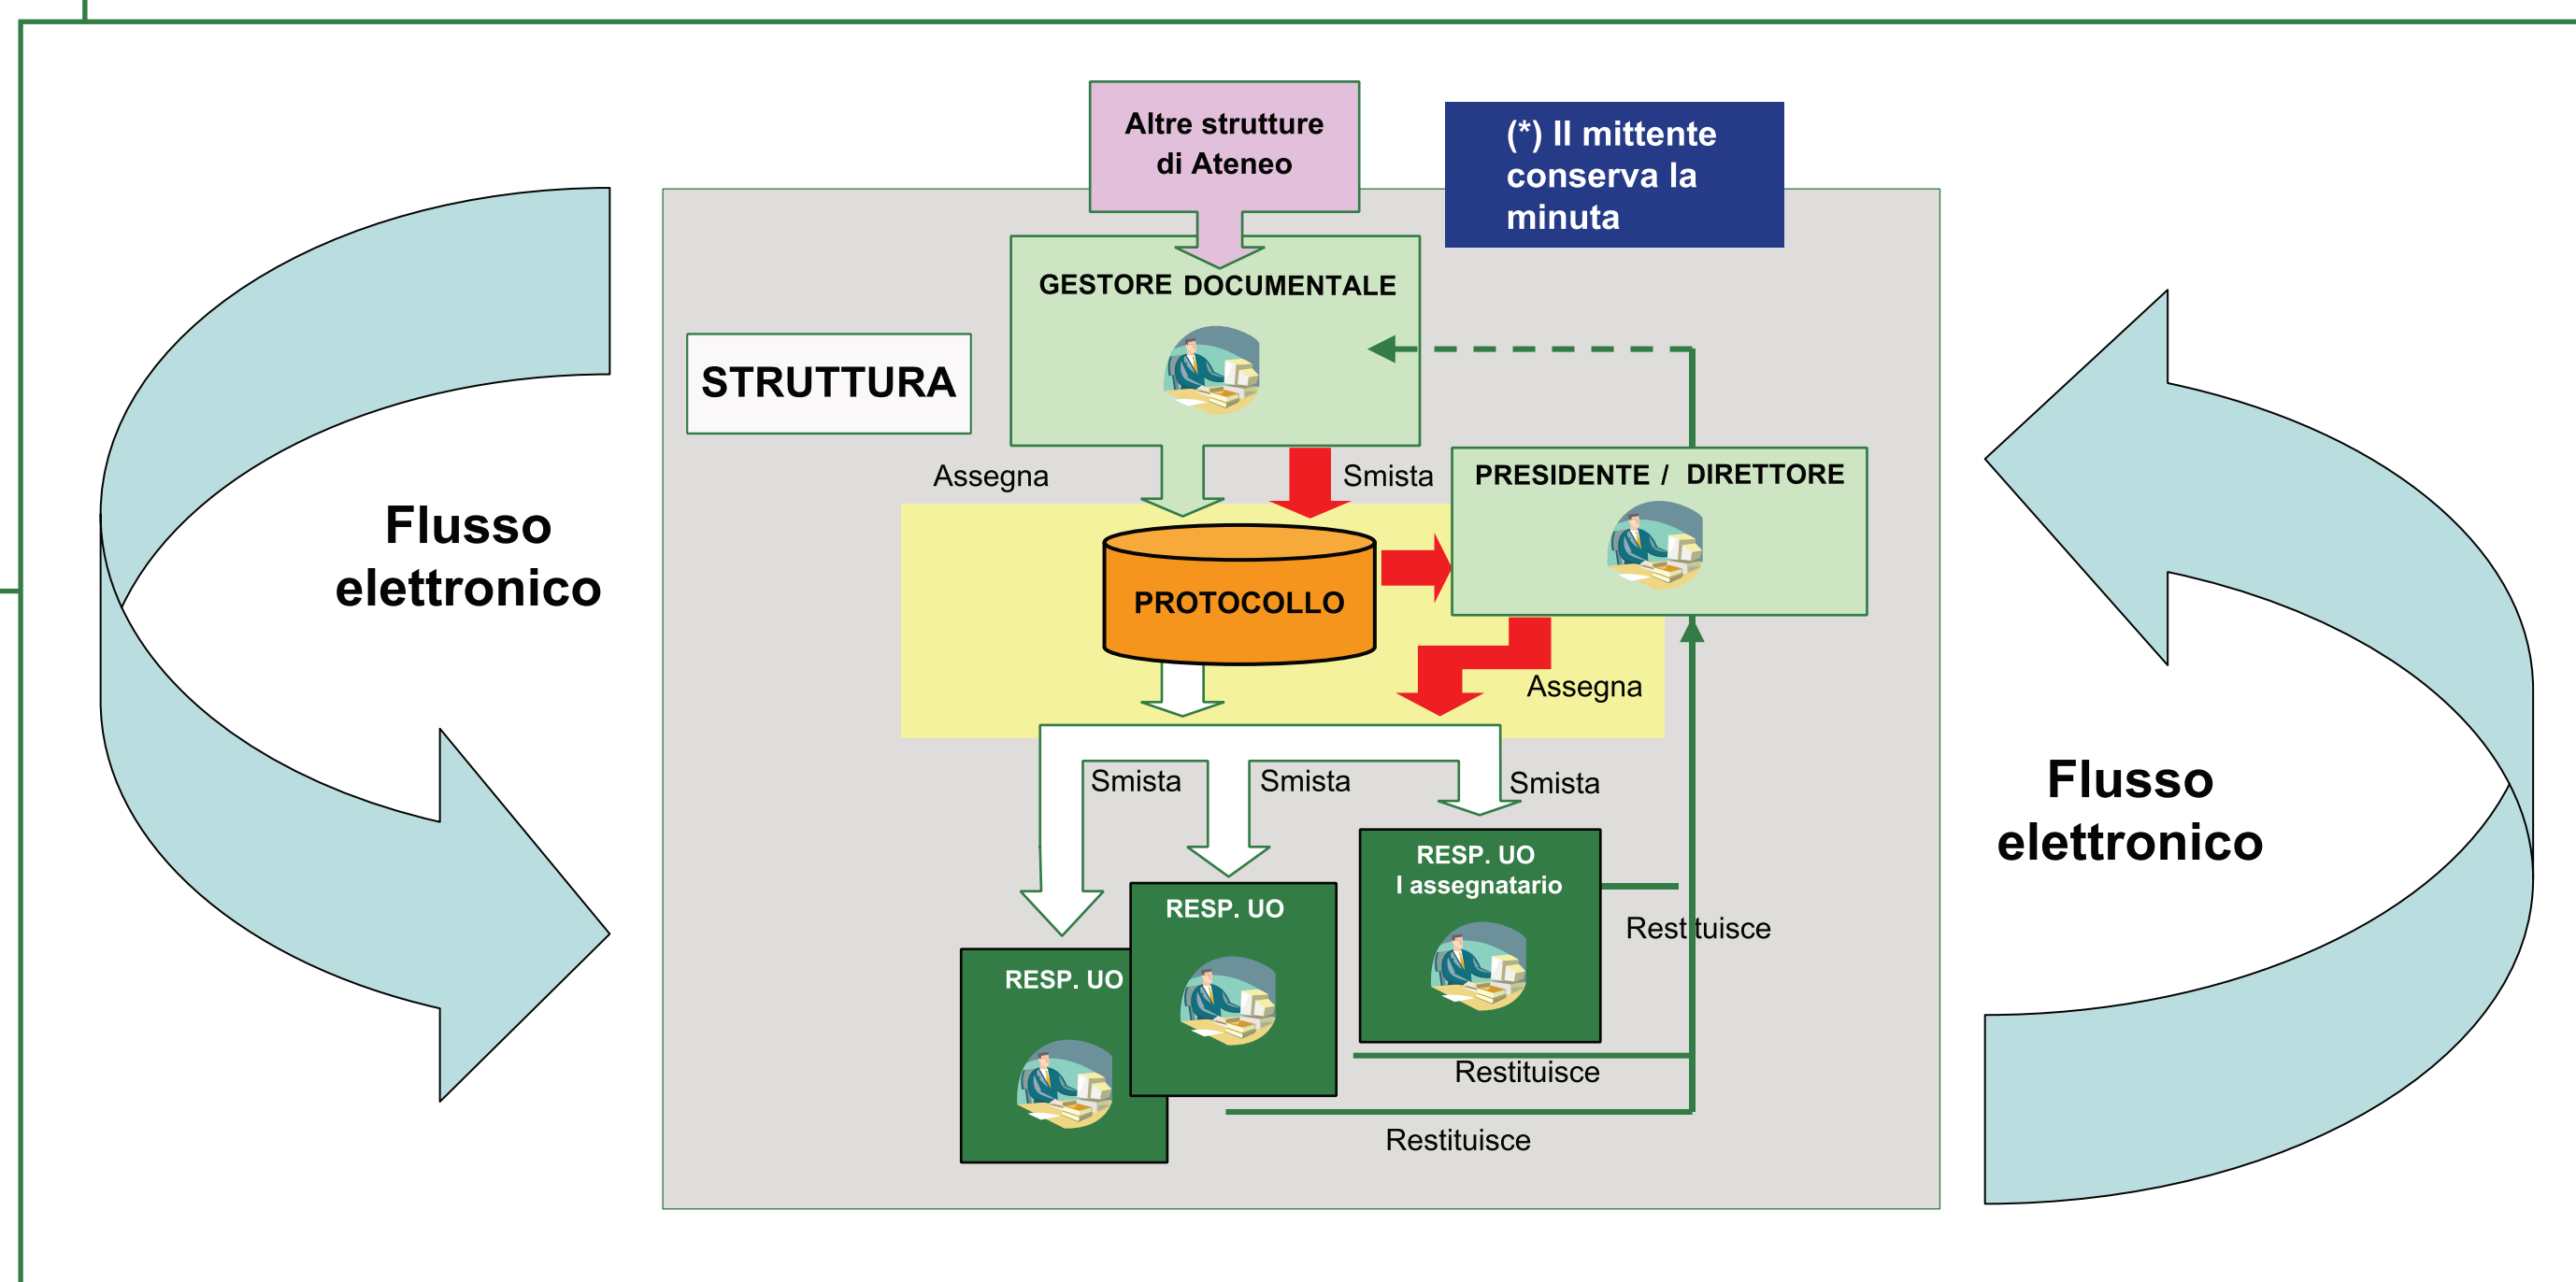 Altre strutture
di Ateneo
(*) Il mittente
conserva la
minuta
GESTORE DOCUMENTALE
STRUTTURA
Assegna
Smista
PRESIDENTE / DIRETTORE
Flusso
elettronico
PROTOCOLLO
Assegna
Smista
Smista
Smista
Flusso
elettronico
RESP. UO
I assegnatario
RESP. UO
Restituisce
RESP. UO
Restituisce
Restituisce